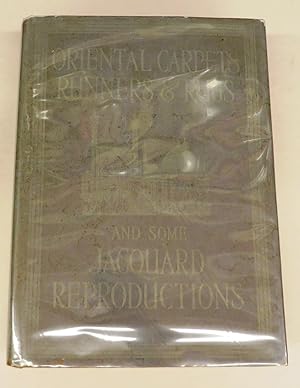 ORIENTAL CARPETS
RUNNERS & RUGS
AND SOME
JACQUARD
REPRODUCTIONS